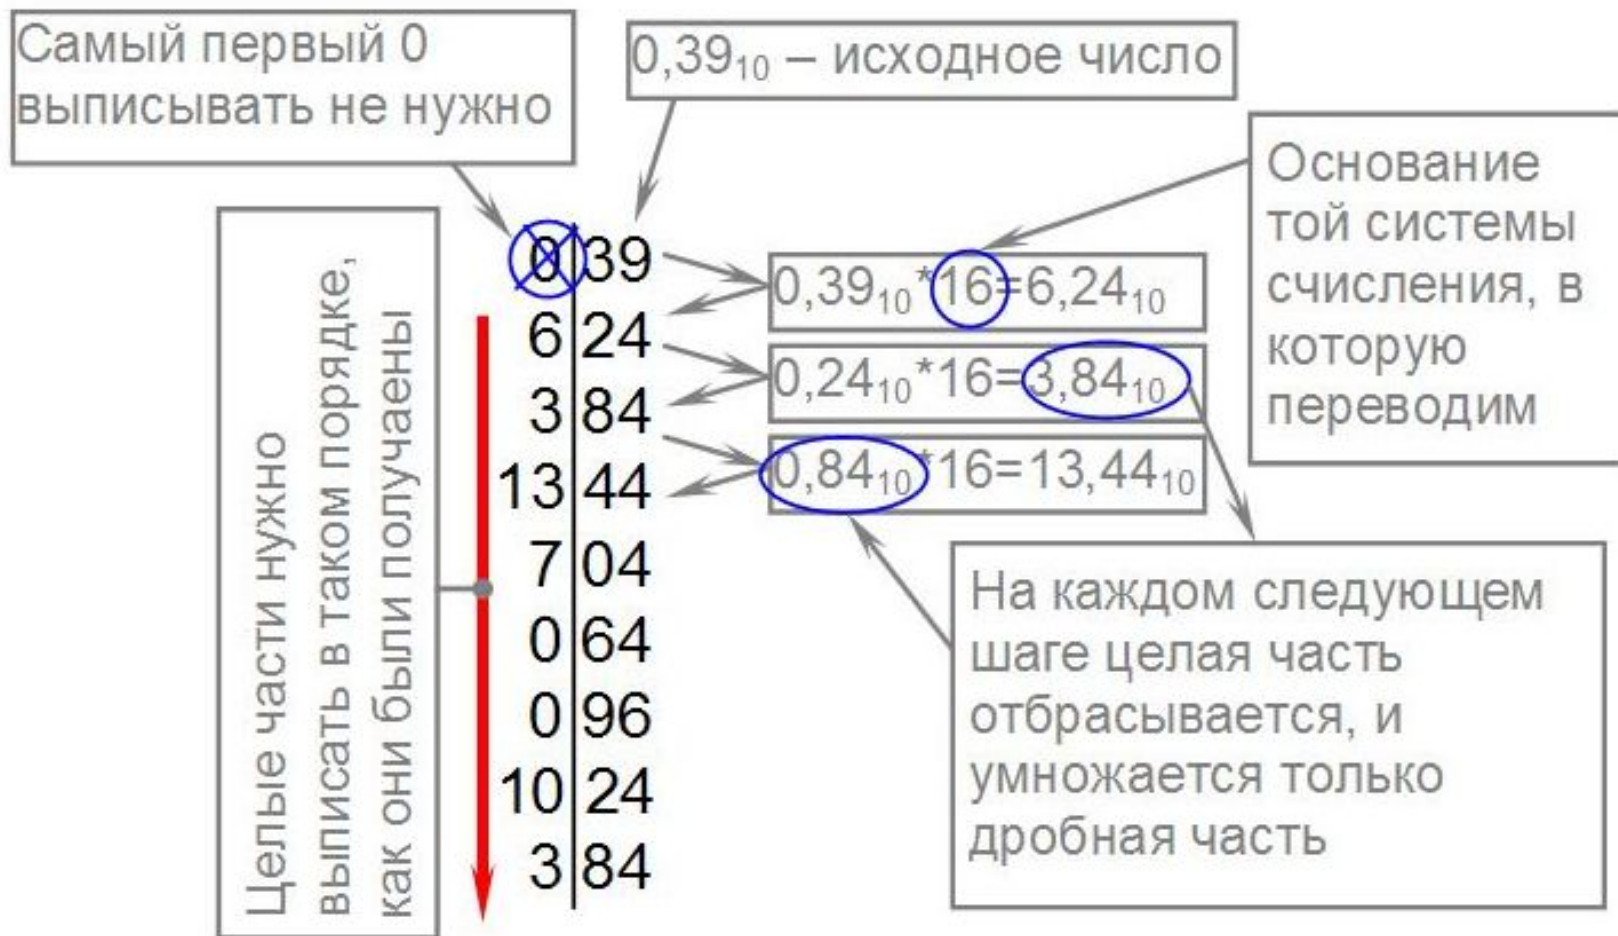 Самый первый 0
выписывать не нужно
0,39₁₀ – исходное число
Основание
той системы
счисления, в
которую
переводим
Целые части нужно
выписать в таком порядке,
как они были получаены
0 39
6 24
3 84
13 44
7 04
0 64
0 96
10 24
3 84
0,39₁₀*16=6,24₁₀
0,24₁₀*16=3,84₁₀
0,84₁₀*16=13,44₁₀
На каждом следующем
шаге целая часть
отбрасывается, и
умножается только
дробная часть